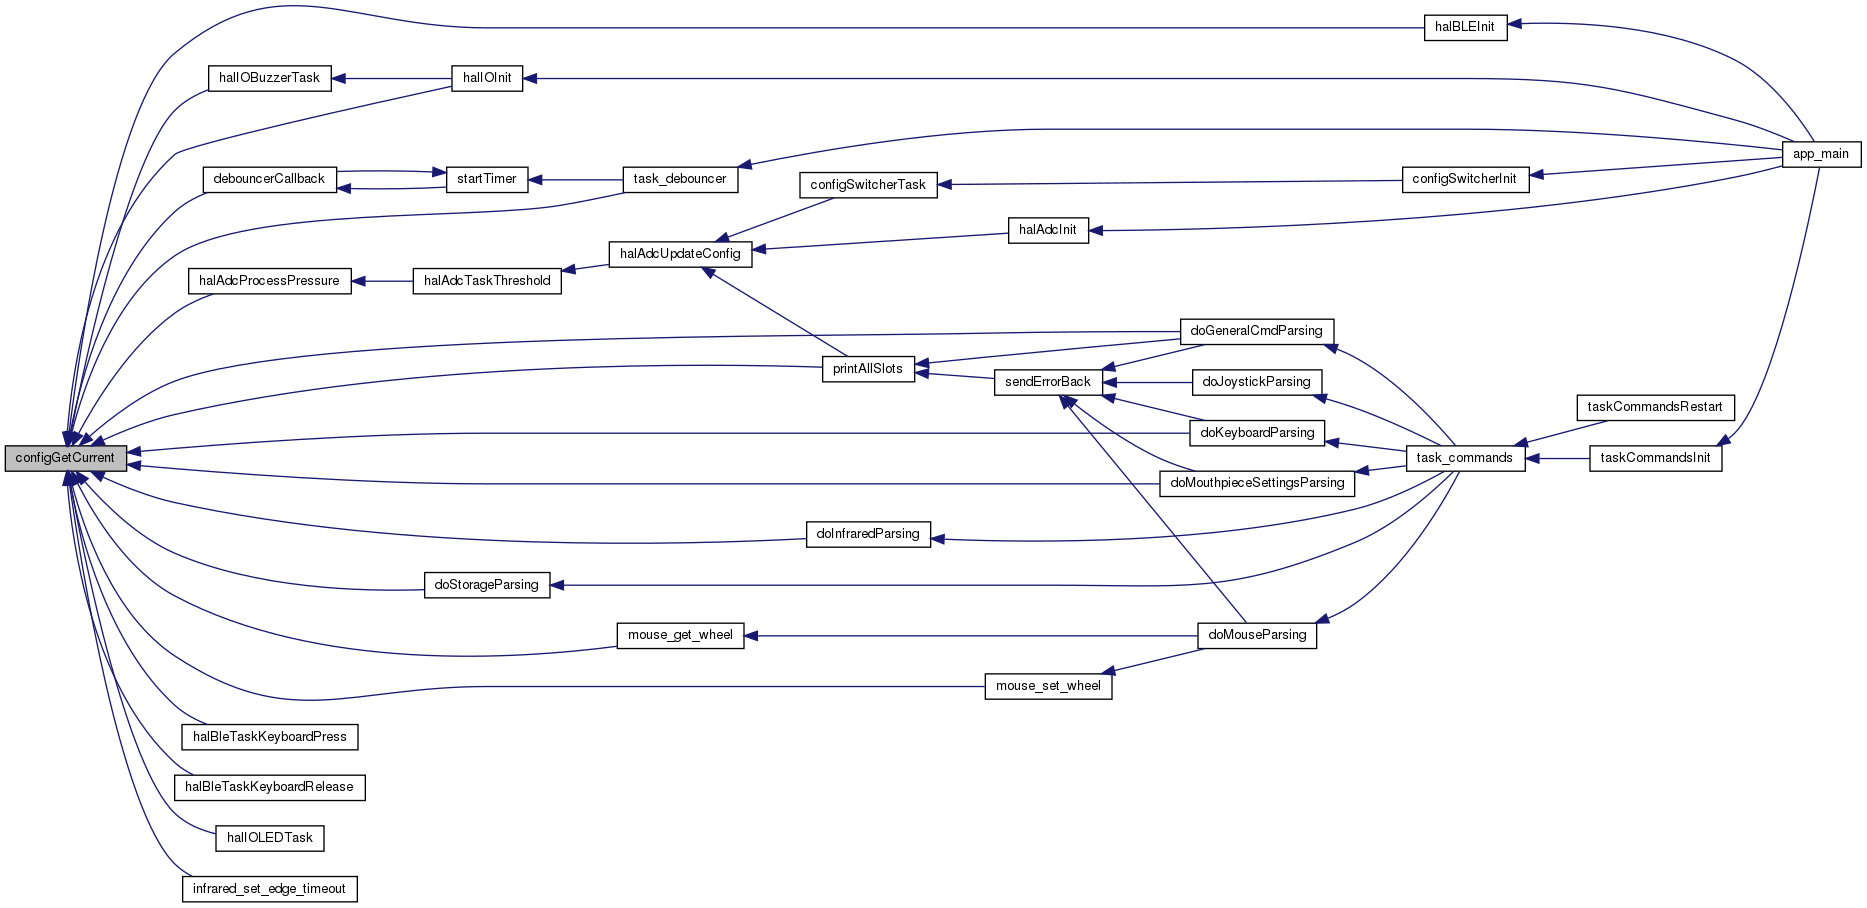 halBLEInit
halIOBuzzerTask
halIOInit
app_main
debouncerCallback
startTimer
task_debouncer
configSwitcherTask
configSwitcherInit
halAdcInit
halAdcUpdateConfig
halAdcProcessPressure
halAdcTaskThreshold
doGeneralCmdParsing
printAllSlots
sendErrorBack
doJoystickParsing
taskCommandsRestart
doKeyboardParsing
configGetCurrent
task_commands
taskCommandsInit
doMouthpieceSettingsParsing
doInfraredParsing
doStorageParsing
mouse_get_wheel
doMouseParsing
mouse_set_wheel
halBleTaskKeyboardPress
halBleTaskKeyboardRelease
halIOLEDTask
infrared_set_edge_timeout